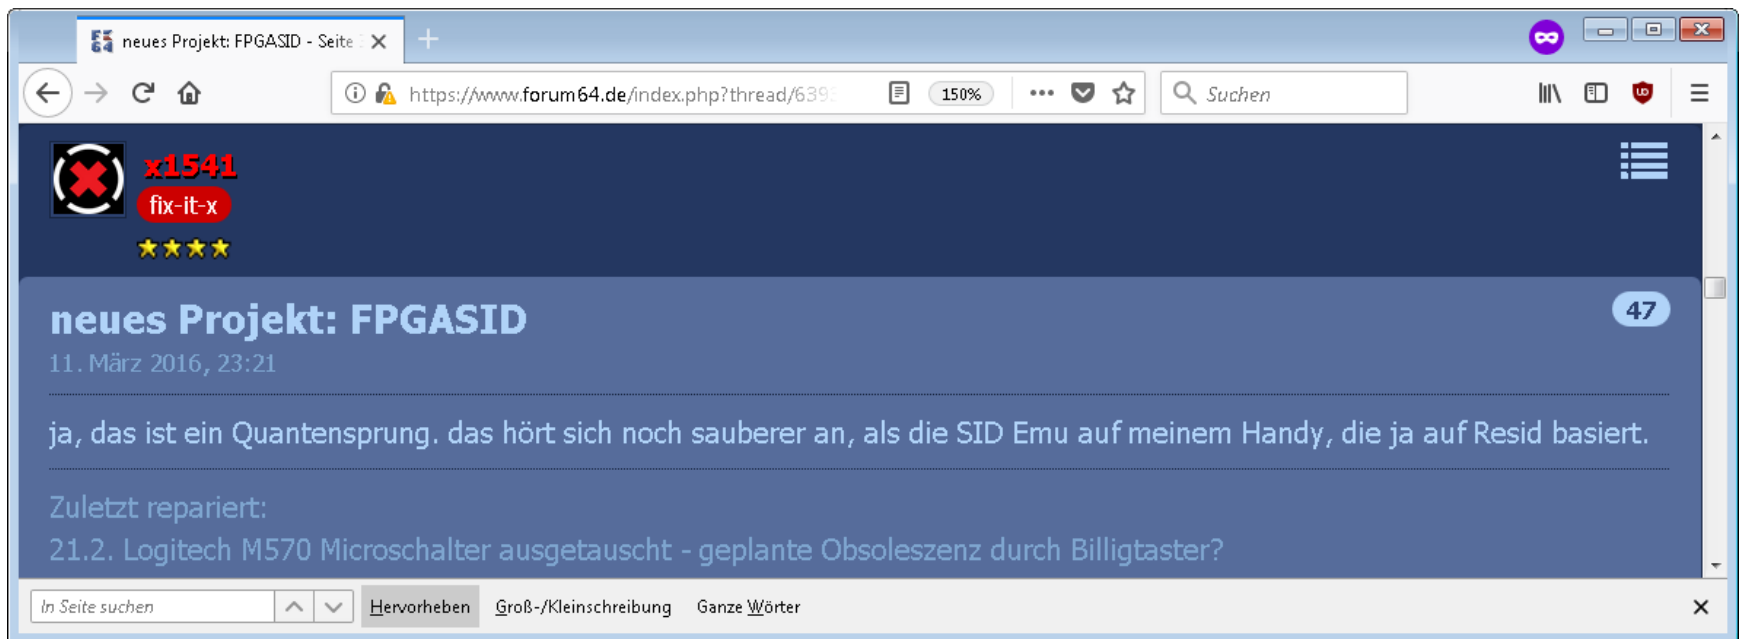 neues Projekt: FPGASID - Seite
https://www.forum64.de/index.php?thread/639
150%
Suchen
x1541
fix-it-x
neues Projekt: FPGASID
47
11. März 2016, 23:21
ja, das ist ein Quantensprung. das hört sich noch sauberer an, als die SID Emu auf meinem Handy, die ja auf Resid basiert.
Zuletzt repariert:
21.2. Logitech M570 Microschalter ausgetauscht - geplante Obsoleszenz durch Billigtaster?
In Seite suchen
Hervorheben
Groß-/Kleinschreibung
Ganze Wörter